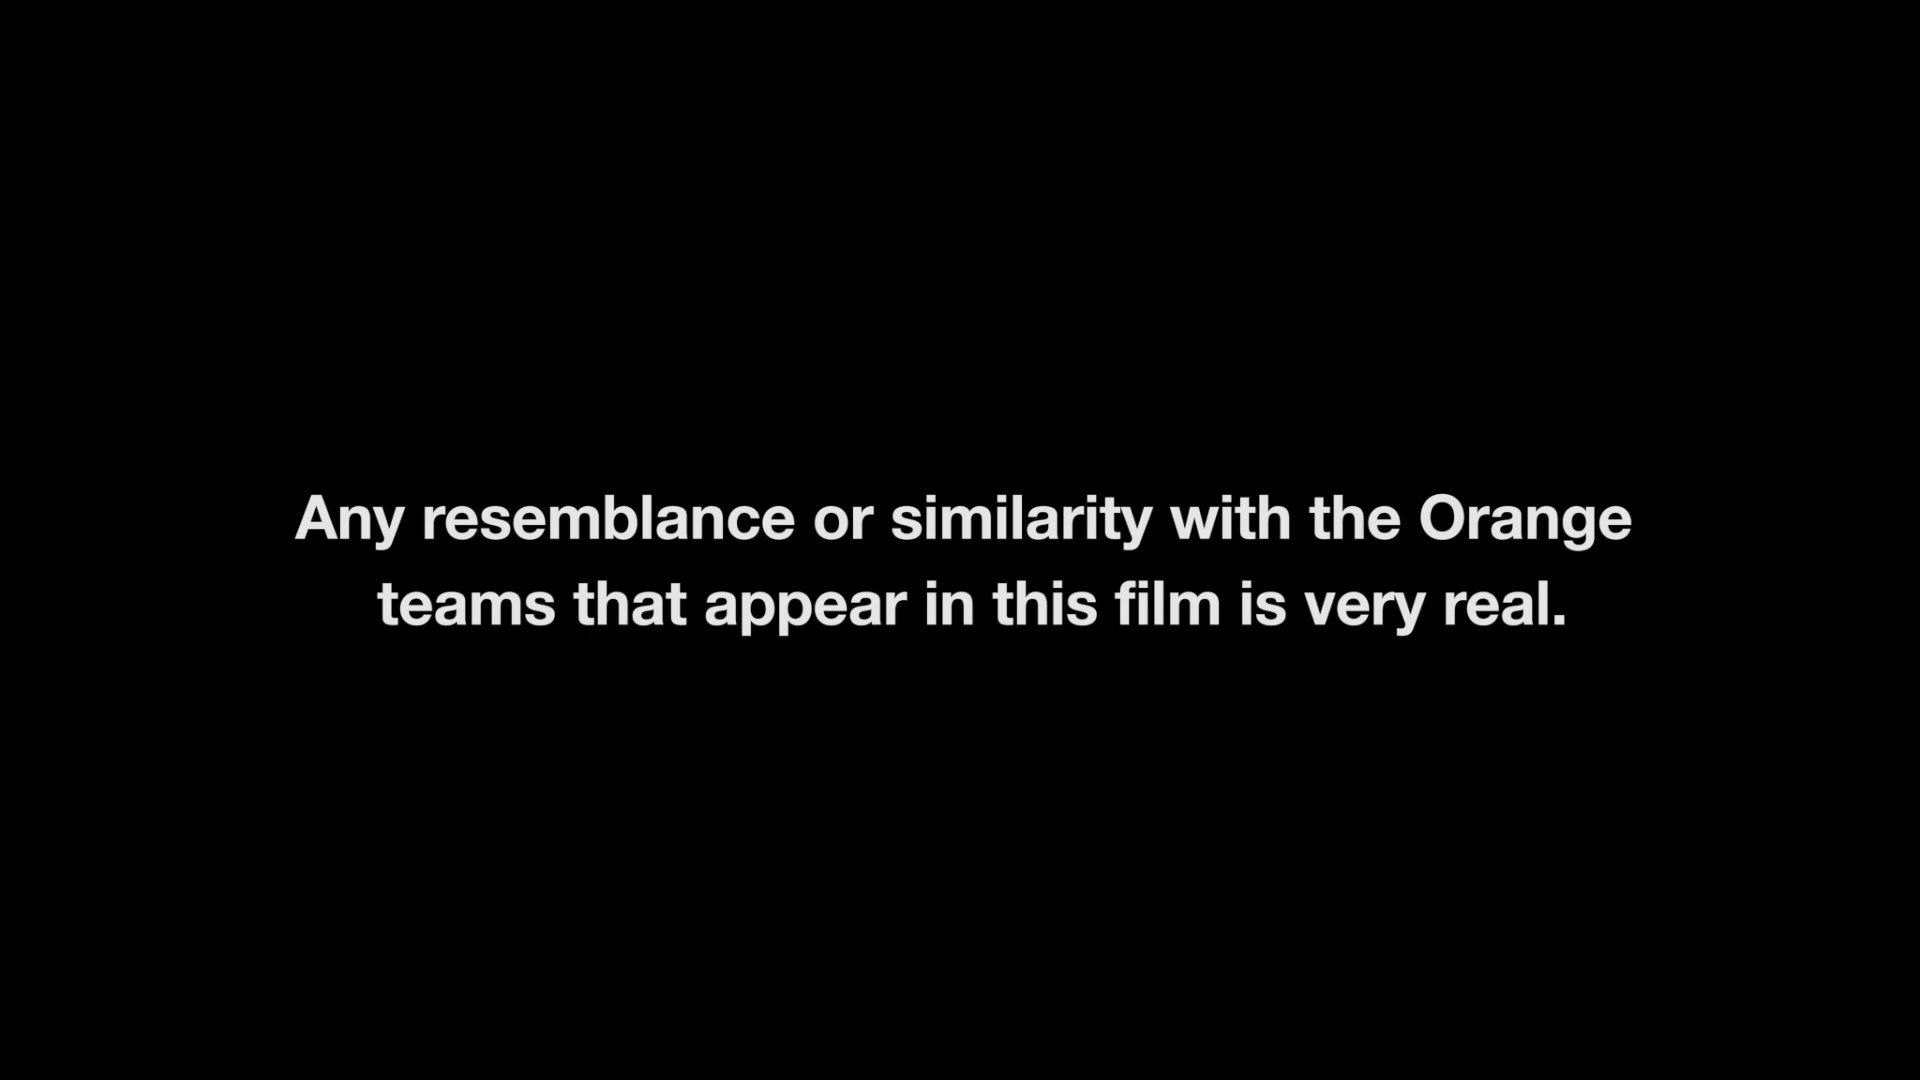 Any resemblance or similarity with the Orange
teams that appear in this film is very real.